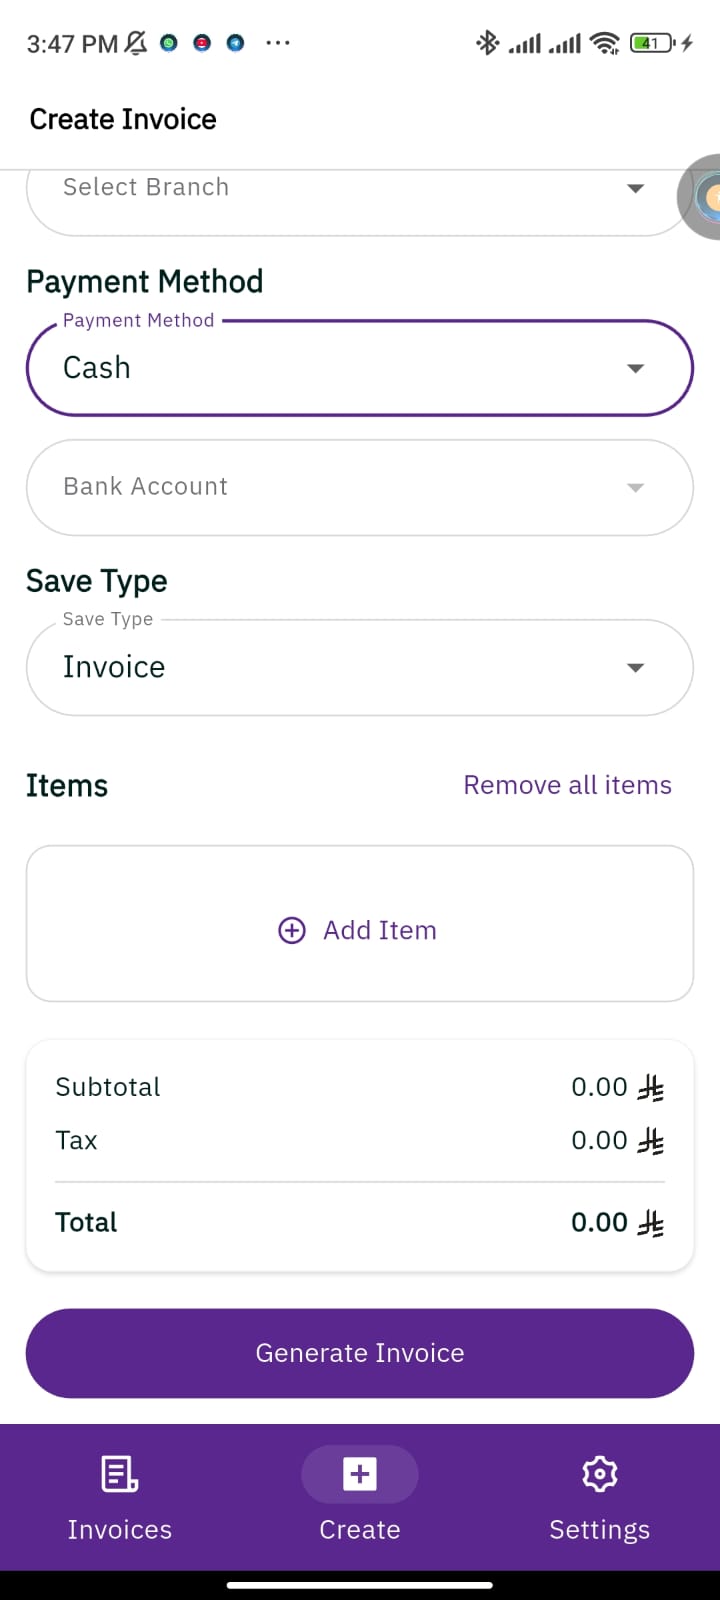 3:47 PM
41
Create Invoice
Select Branch
Payment Method
Payment Method
Cash
Bank Account
Save Type
Save Type
Invoice
Items
Remove all items
Add Item
Subtotal 0.00 ⃁
Tax 0.00 ⃁
Total 0.00 ⃁
Generate Invoice
Invoices
Create
Settings